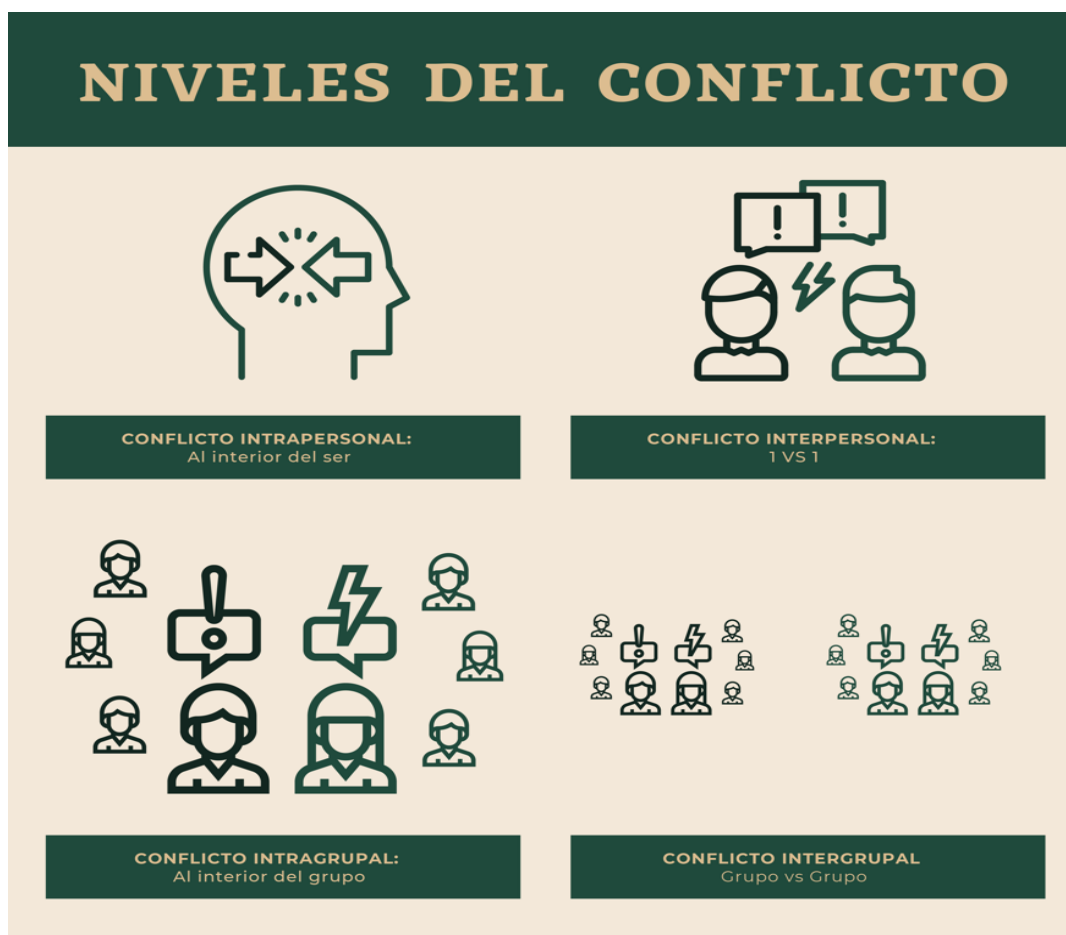 NIVELES DEL CONFLICTO
CONFLICTO INTRAPERSONAL:
Al interior del ser
CONFLICTO INTERPERSONAL:
1 VS 1
CONFLICTO INTRAGRUPAL:
Al interior del grupo
CONFLICTO INTERGRUPAL
Grupo vs Grupo